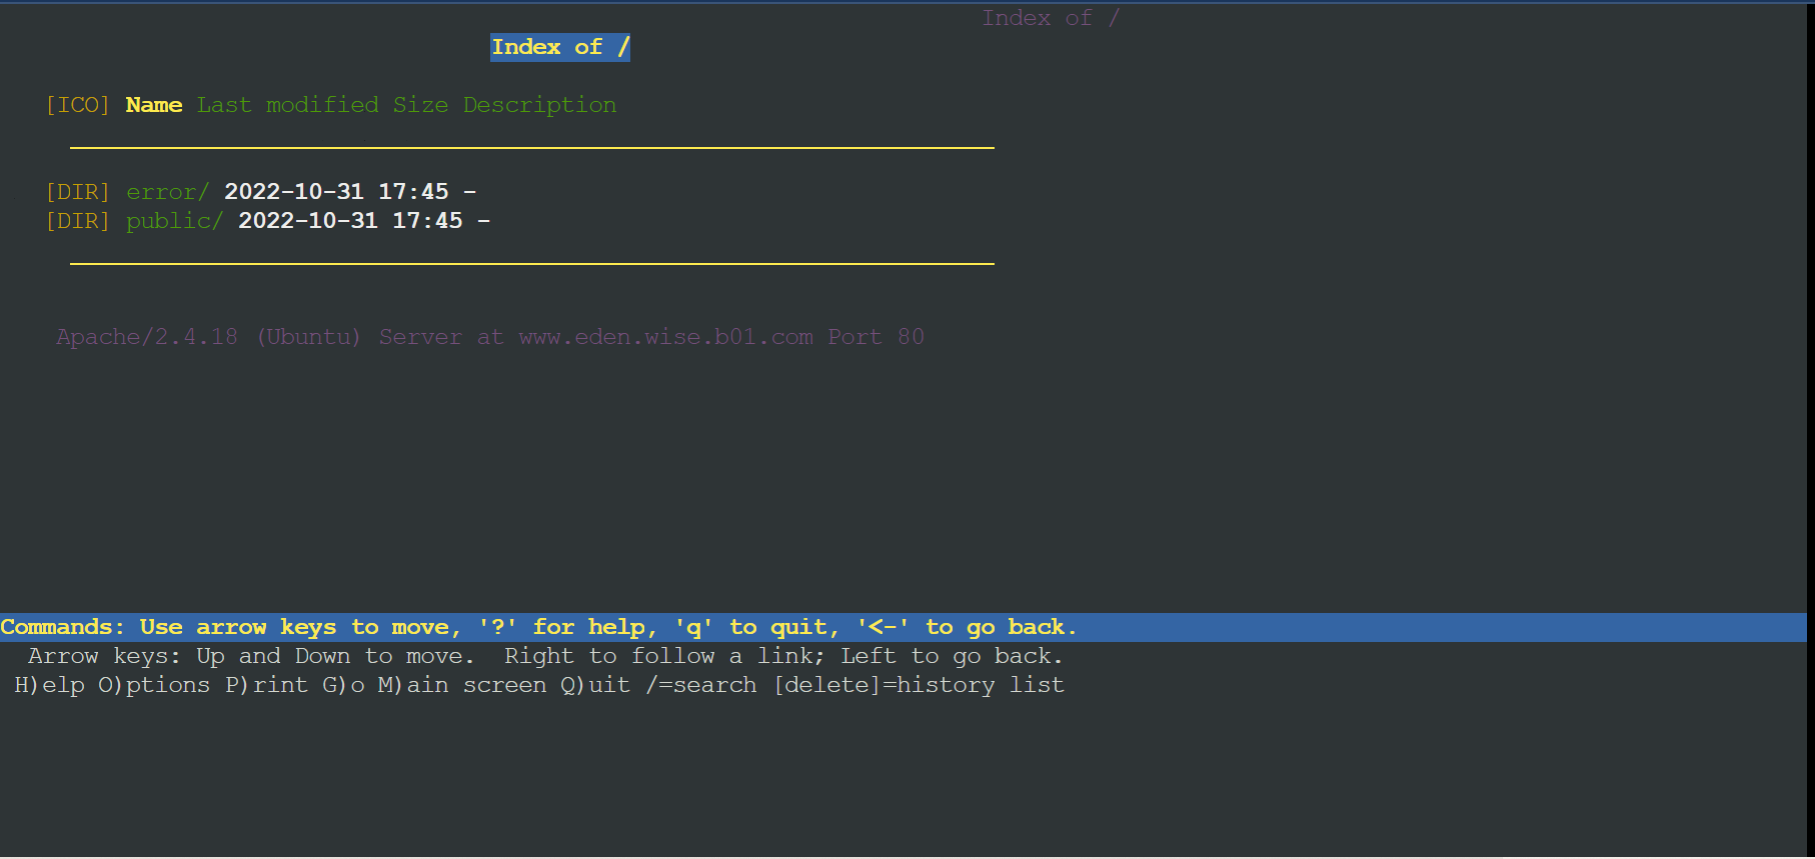 Index of /
Index of /
[ICO] Name Last modified Size Description
[DIR] error/ 2022-10-31 17:45 -
[DIR] public/ 2022-10-31 17:45 -
Apache/2.4.18 (Ubuntu) Server at www.eden.wise.b01.com Port 80
Commands: Use arrow keys to move, '?' for help, 'q' to quit, '<-' to go back.
Arrow keys: Up and Down to move.  Right to follow a link; Left to go back.
H)elp O)ptions P)rint G)o M)ain screen Q)uit /=search [delete]=history list